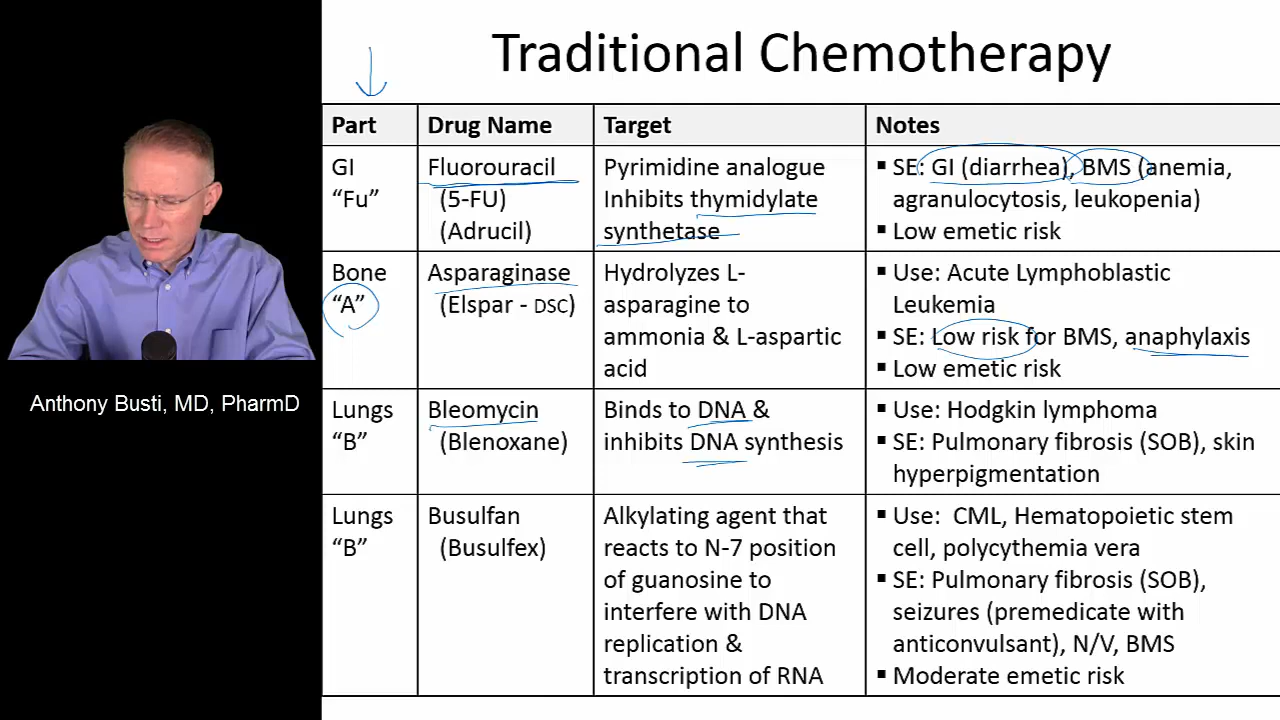 Traditional Chemotherapy
Part
Drug Name
Target
Notes
GI
“Fu”
Fluorouracil
(5-FU)
(Adrucil)
Pyrimidine analogue
Inhibits thymidylate
synthetase
▪ SE: GI (diarrhea), BMS (anemia,
agranulocytosis, leukopenia)
▪ Low emetic risk
Bone
“A”
Asparaginase
(Elspar - DSC)
Hydrolyzes L-
asparagine to
ammonia & L-aspartic
acid
▪ Use: Acute Lymphoblastic
Leukemia
▪ SE: Low risk for BMS, anaphylaxis
▪ Low emetic risk
Lungs
“B”
Bleomycin
(Blenoxane)
Binds to DNA &
inhibits DNA synthesis
▪ Use: Hodgkin lymphoma
▪ SE: Pulmonary fibrosis (SOB), skin
hyperpigmentation
Lungs
“B”
Busulfan
(Busulfex)
Alkylating agent that
reacts to N-7 position
of guanosine to
interfere with DNA
replication &
transcription of RNA
▪ Use:  CML, Hematopoietic stem
cell, polycythemia vera
▪ SE: Pulmonary fibrosis (SOB),
seizures (premedicate with
anticonvulsant), N/V, BMS
▪ Moderate emetic risk
Anthony Busti, MD, PharmD